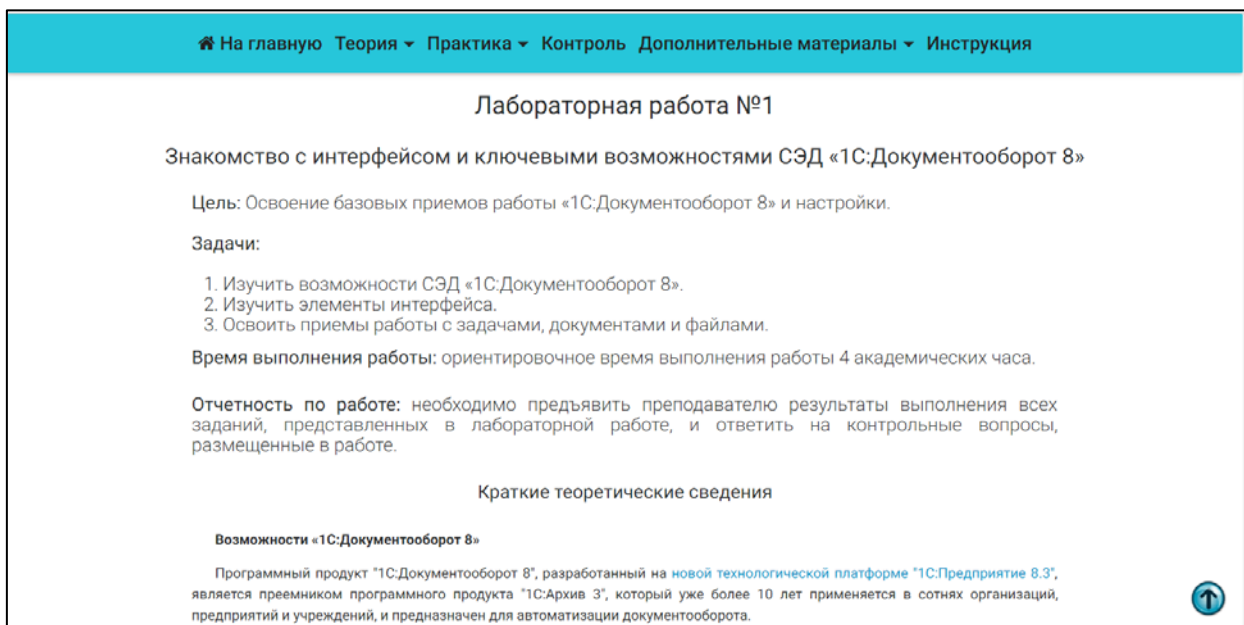 На главную Теория Практика Контроль Дополнительные материалы Инструкция
Лабораторная работа №1
Знакомство с интерфейсом и ключевыми возможностями СЭД «1С:Документооборот 8»
Цель: Освоение базовых приемов работы «1С:Документооборот 8» и настройки.
Задачи:
1. Изучить возможности СЭД «1С:Документооборот 8».
2. Изучить элементы интерфейса.
3. Освоить приемы работы с задачами, документами и файлами.
Время выполнения работы: ориентировочное время выполнения работы 4 академических часа.
Отчетность по работе: необходимо предъявить преподавателю результаты выполнения всех
заданий, представленных в лабораторной работе, и ответить на контрольные вопросы,
размещенные в работе.
Краткие теоретические сведения
Возможности «1С:Документооборот 8»
Программный продукт "1С:Документооборот 8", разработанный на новой технологической платформе "1С:Предприятие 8.3",
является преемником программного продукта "1С:Архив 3", который уже более 10 лет применяется в сотнях организаций,
предприятий и учреждений, и предназначен для автоматизации документооборота.